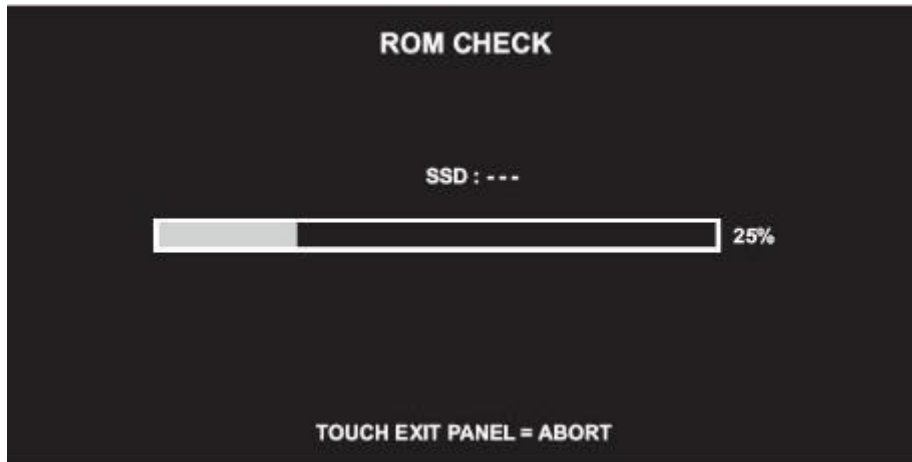 ROM CHECK
SSD : - - -
25%
TOUCH EXIT PANEL = ABORT